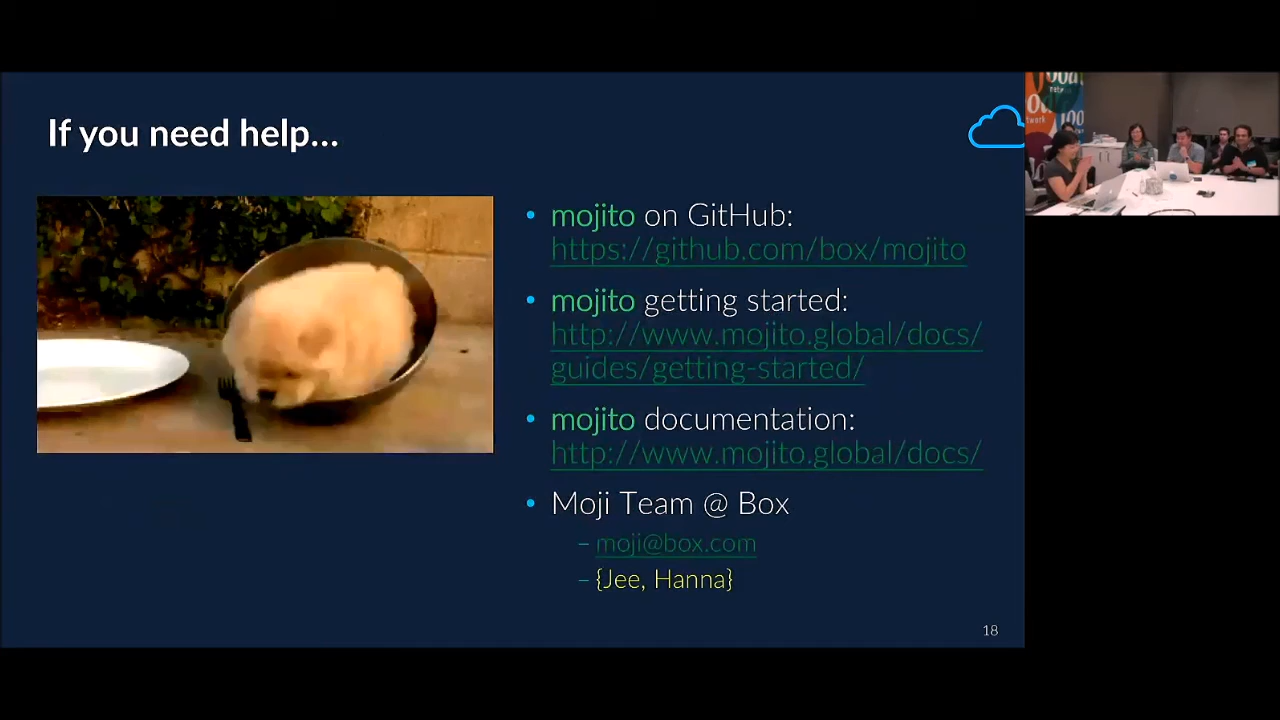 If you need help...
• mojito on GitHub:
https://github.com/box/mojito
• mojito getting started:
http://www.mojito.global/docs/
guides/getting-started/
• mojito documentation:
http://www.mojito.global/docs/
• Moji Team @ Box
– moji@box.com
– {Jee, Hanna}
18